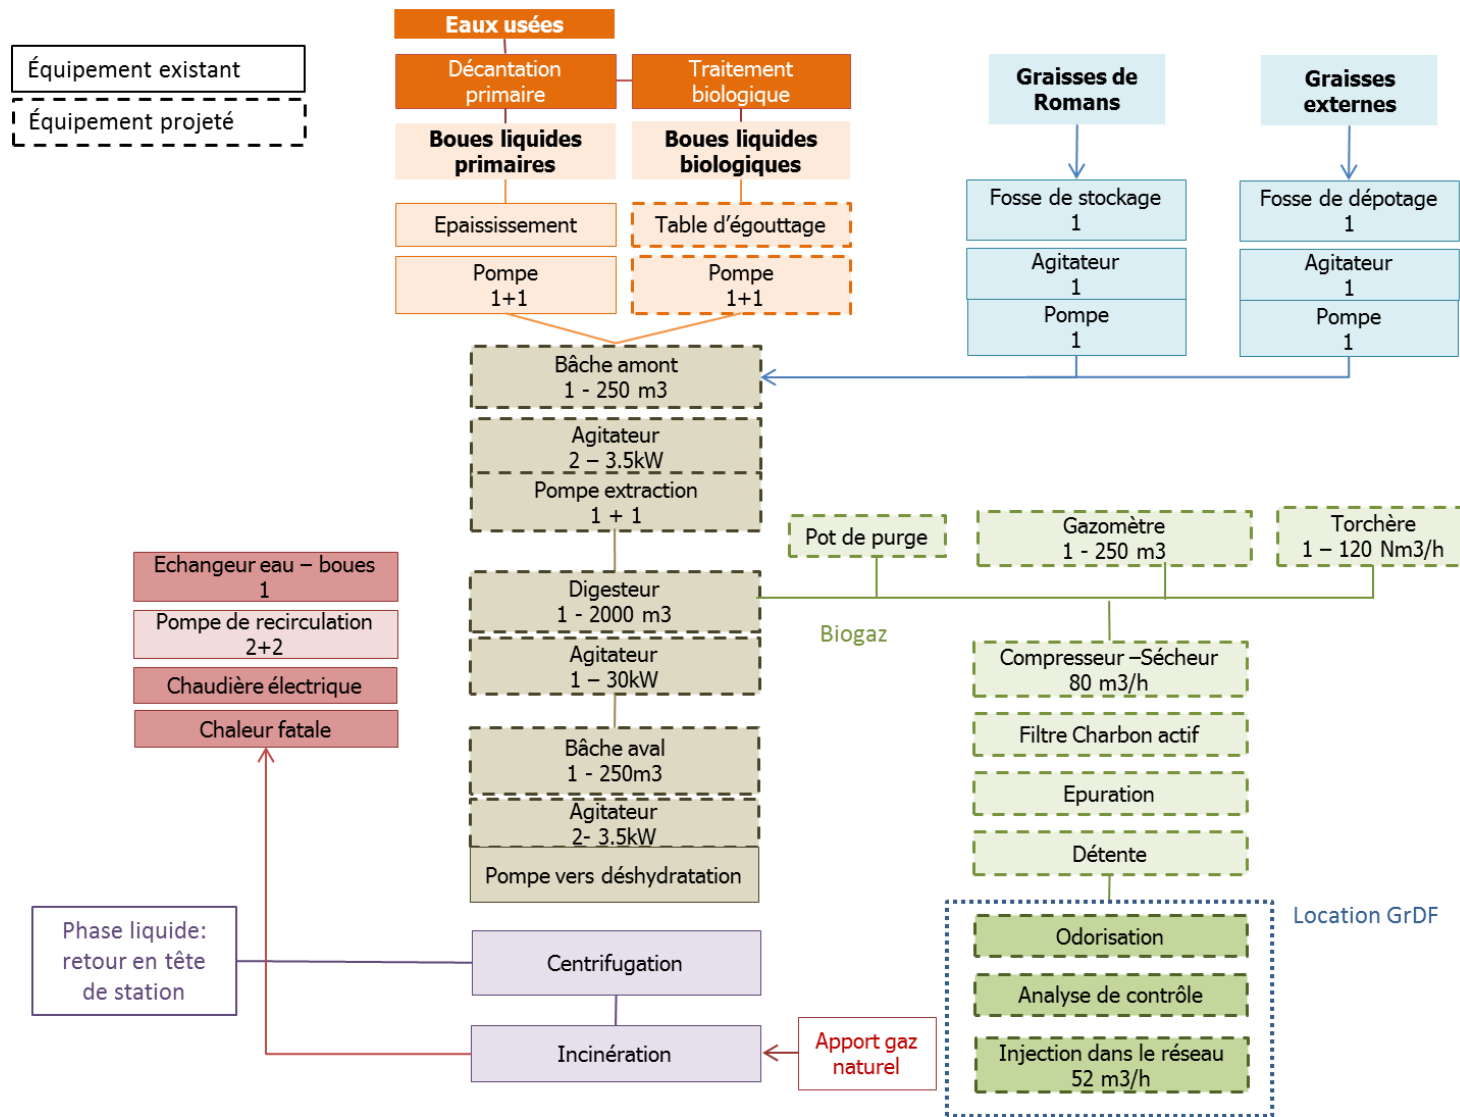 Équipement existant
Équipement projeté
Eaux usées
Décantation
primaire
Traitement
biologique
Boues liquides
primaires
Boues liquides
biologiques
Epaississement
Table d’égouttage
Pompe
1+1
Pompe
1+1
Graisses de
Romans
Graisses
externes
Fosse de stockage
1
Fosse de dépotage
1
Agitateur
1
Agitateur
1
Pompe
1
Pompe
1
Bâche amont
1 - 250 m3
Agitateur
2 – 3.5kW
Pompe extraction
1 + 1
Digesteur
1 - 2000 m3
Agitateur
1 – 30kW
Bâche aval
1 - 250m3
Agitateur
2- 3.5kW
Pompe vers déshydratation
Pot de purge
Gazomètre
1 - 250 m3
Torchère
1 – 120 Nm3/h
Biogaz
Compresseur –Sécheur
80 m3/h
Filtre Charbon actif
Epuration
Détente
Location GrDF
Odorisation
Analyse de contrôle
Injection dans le réseau
52 m3/h
Echangeur eau – boues
1
Pompe de recirculation
2+2
Chaudière électrique
Chaleur fatale
Phase liquide:
retour en tête
de station
Centrifugation
Incinération
Apport gaz
naturel